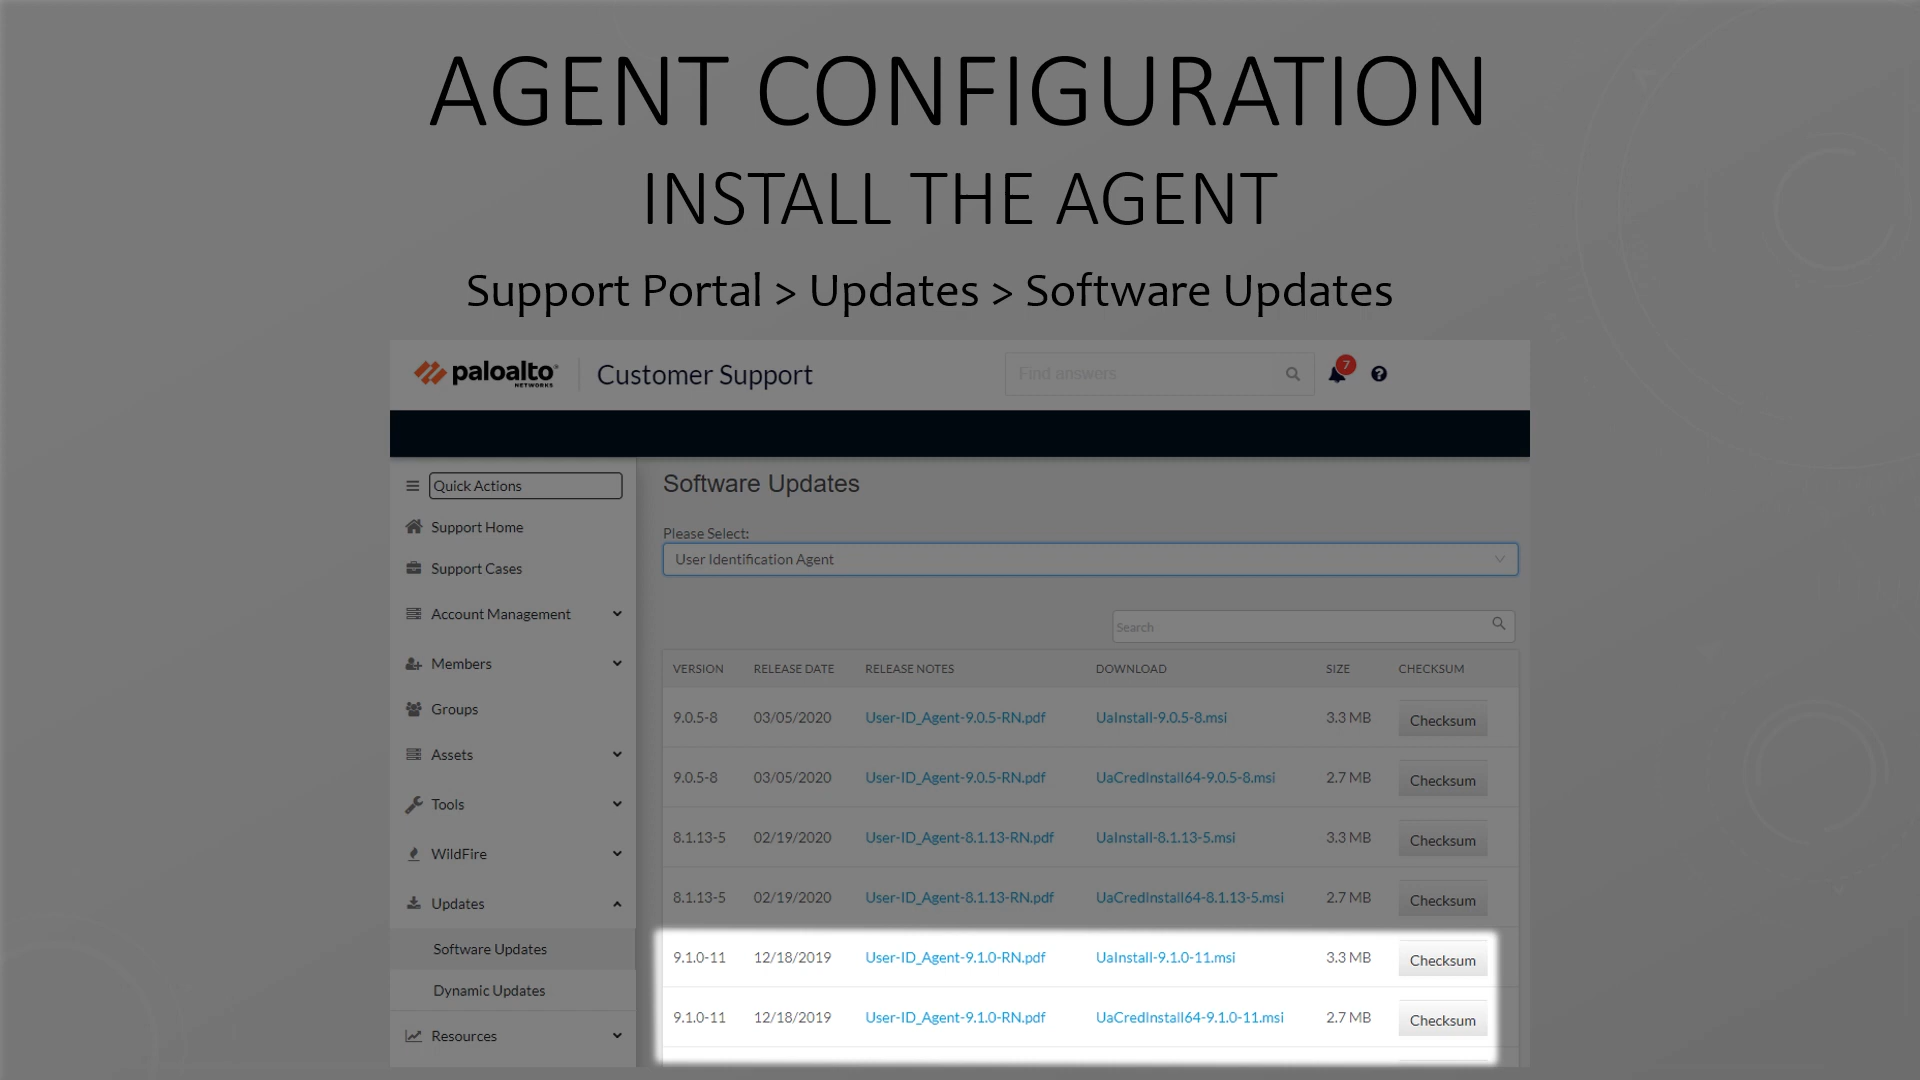 AGENT CONFIGURATION
INSTALL THE AGENT
Support Portal > Updates > Software Updates
paloalto NETWORKS Customer Support Find answers 7
Quick Actions
Support Home
Support Cases
Account Management
Members
Groups
Assets
Tools
WildFire
Updates
Software Updates
Dynamic Updates
Resources
Software Updates
Please Select:
User Identification Agent
Search
VERSION RELEASE DATE RELEASE NOTES DOWNLOAD SIZE CHECKSUM
9.0.5-8 03/05/2020 User-ID_Agent-9.0.5-RN.pdf UaInstall-9.0.5-8.msi 3.3 MB Checksum
9.0.5-8 03/05/2020 User-ID_Agent-9.0.5-RN.pdf UaCredInstall64-9.0.5-8.msi 2.7 MB Checksum
8.1.13-5 02/19/2020 User-ID_Agent-8.1.13-RN.pdf UaInstall-8.1.13-5.msi 3.3 MB Checksum
8.1.13-5 02/19/2020 User-ID_Agent-8.1.13-RN.pdf UaCredInstall64-8.1.13-5.msi 2.7 MB Checksum
9.1.0-11 12/18/2019 User-ID_Agent-9.1.0-RN.pdf UaInstall-9.1.0-11.msi 3.3 MB Checksum
9.1.0-11 12/18/2019 User-ID_Agent-9.1.0-RN.pdf UaCredInstall64-9.1.0-11.msi 2.7 MB Checksum